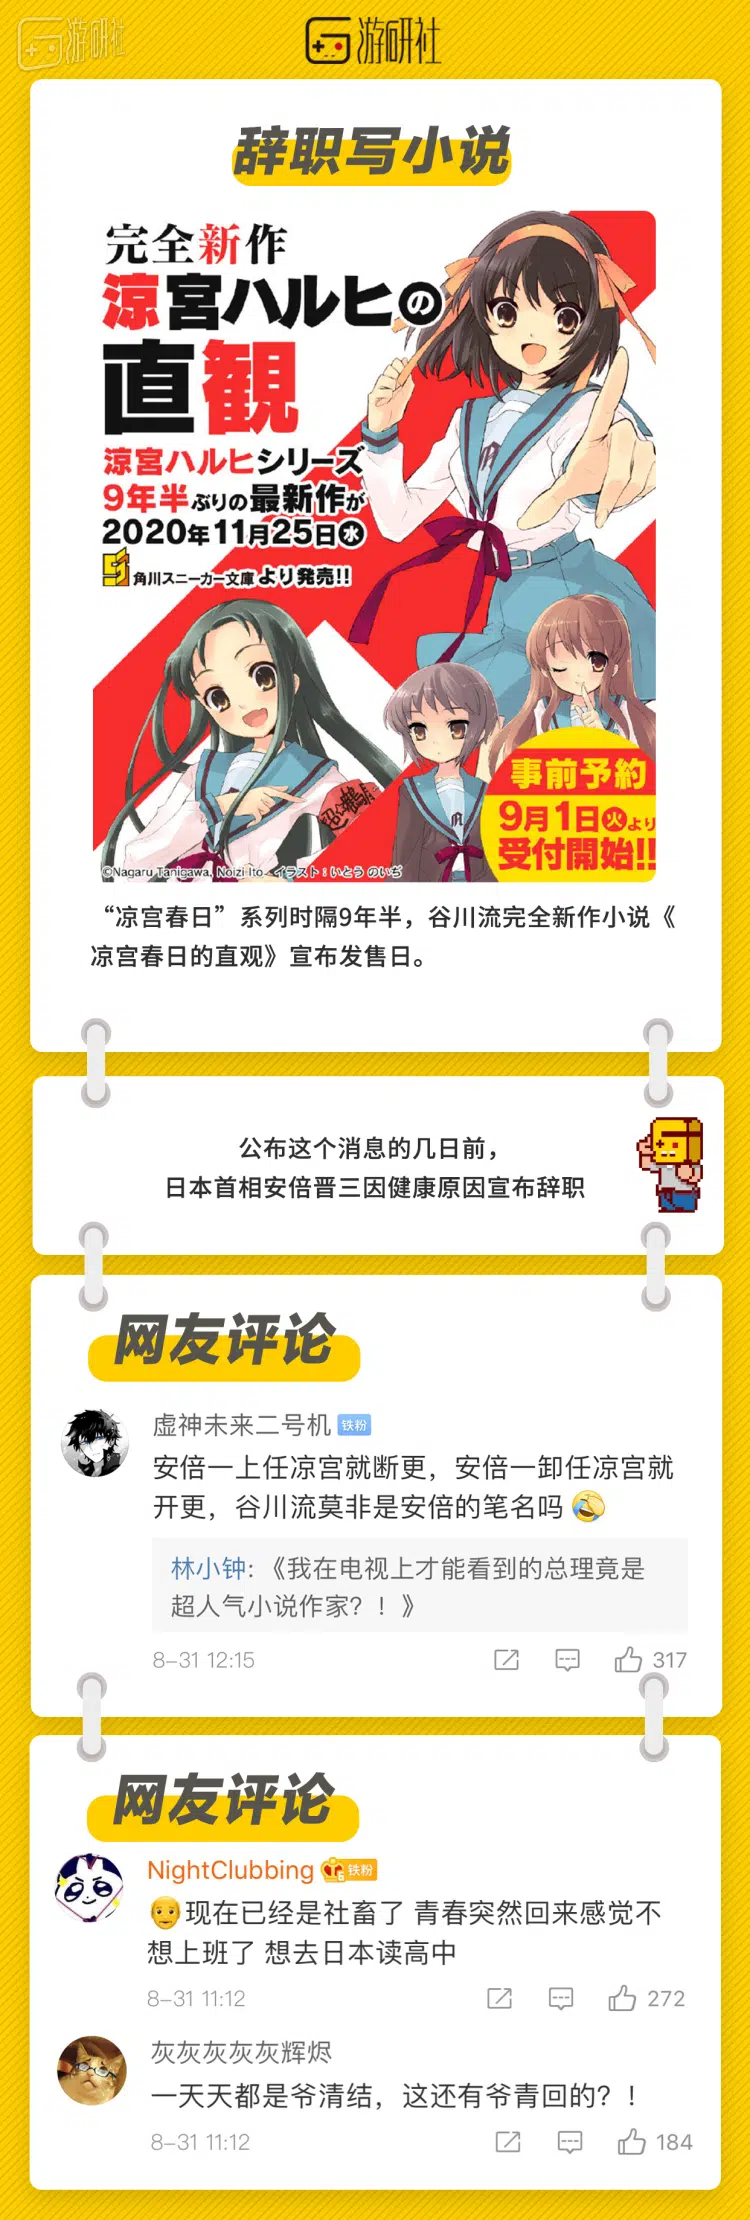 游研社
游研社
辞职写小说
完全新作
涼宮ハルヒの
直観
涼宮ハルヒシリーズ
9年半ぶりの最新作が
2020年11月25日水
角川スニーカー文庫より発売!!
超公鶴屋
事前予約
9月1日火より
受付開始!!
©Nagaru Tanigawa, Noizi Ito イラスト:いとうのいぢ
“凉宫春日”系列时隔9年半，谷川流完全新作小说《
凉宫春日的直观》宣布发售日。
公布这个消息的几日前，
日本首相安倍晋三因健康原因宣布辞职
网友评论
虚神未来二号机 铁粉
安倍一上任凉宫就断更，安倍一卸任凉宫就
开更，谷川流莫非是安倍的笔名吗🤣
林小钟:《我在电视上才能看到的总理竟是
超人气小说作家？！》
8-31 12:15 317
网友评论
NightClubbing 6 铁粉
👴现在已经是社畜了 青春突然回来感觉不
想上班了 想去日本读高中
8-31 11:12 272
灰灰灰灰灰辉烬
一天天都是爷清结，这还有爷青回的？！
8-31 11:12 184